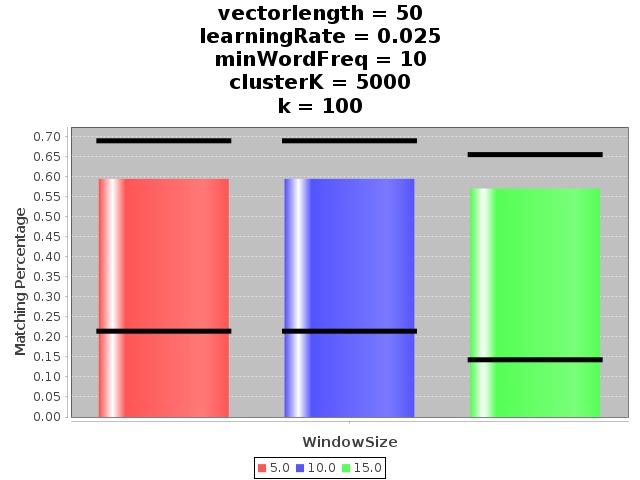 vectorlength = 50
learningRate = 0.025
minWordFreq = 10
clusterK = 5000
k = 100
0.70
0.65
0.60
0.55
0.50
0.45
0.40
0.35
0.30
0.25
0.20
0.15
0.10
0.05
0.00
Matching Percentage
WindowSize
5.0 10.0 15.0